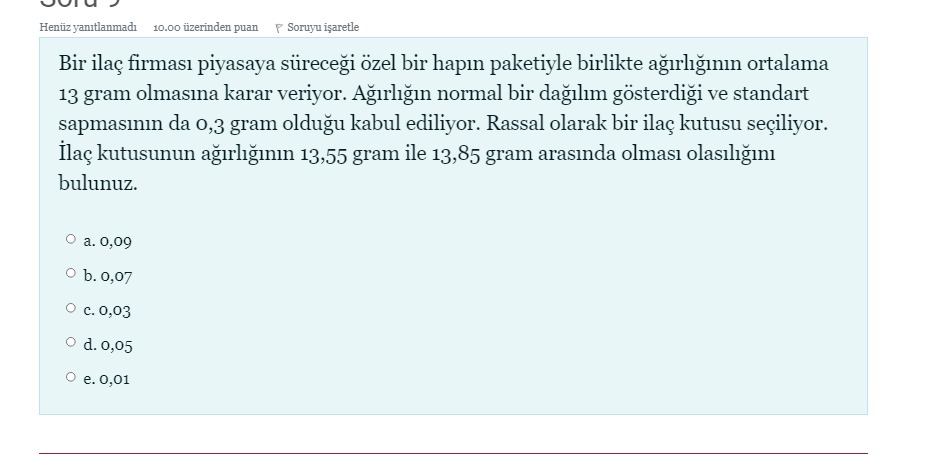 Soru 9
Henüz yanıtlanmadı 10.00 üzerinden puan Soruyu işaretle
Bir ilaç firması piyasaya süreceği özel bir hapın paketiyle birlikte ağırlığının ortalama
13 gram olmasına karar veriyor. Ağırlığın normal bir dağılım gösterdiği ve standart
sapmasının da 0,3 gram olduğu kabul ediliyor. Rassal olarak bir ilaç kutusu seçiliyor.
İlaç kutusunun ağırlığının 13,55 gram ile 13,85 gram arasında olması olasılığını
bulunuz.
a. 0,09
b. 0,07
c. 0,03
d. 0,05
e. 0,01